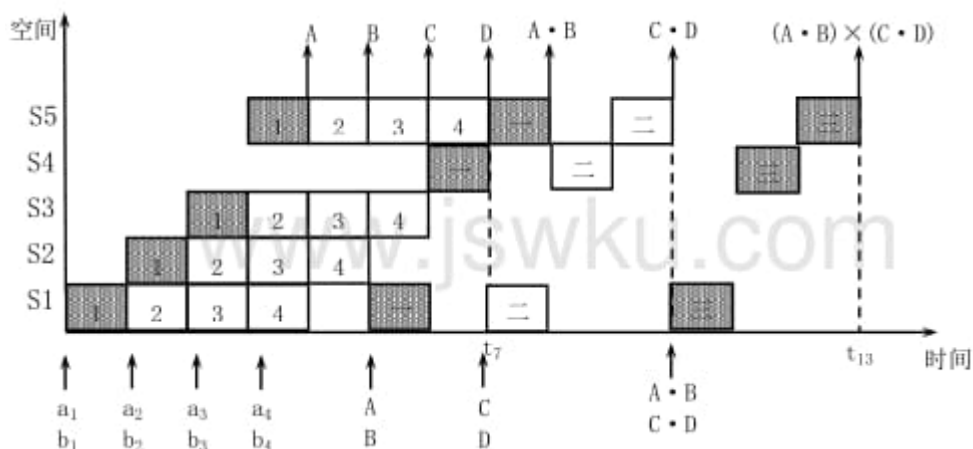 空间
A B C D A·B C·D (A·B)×(C·D)
S5 1 2 3 4 一 二 三
S4 一 二 三
S3 1 2 3 4
www.jswku.com
S2 1 2 3 4
S1 1 2 3 4 一 二 三
t₇ t₁₃ 时间
a₁ a₂ a₃ a₄ A C A·B
b₁ b₂ b₃ b₄ B D C·D